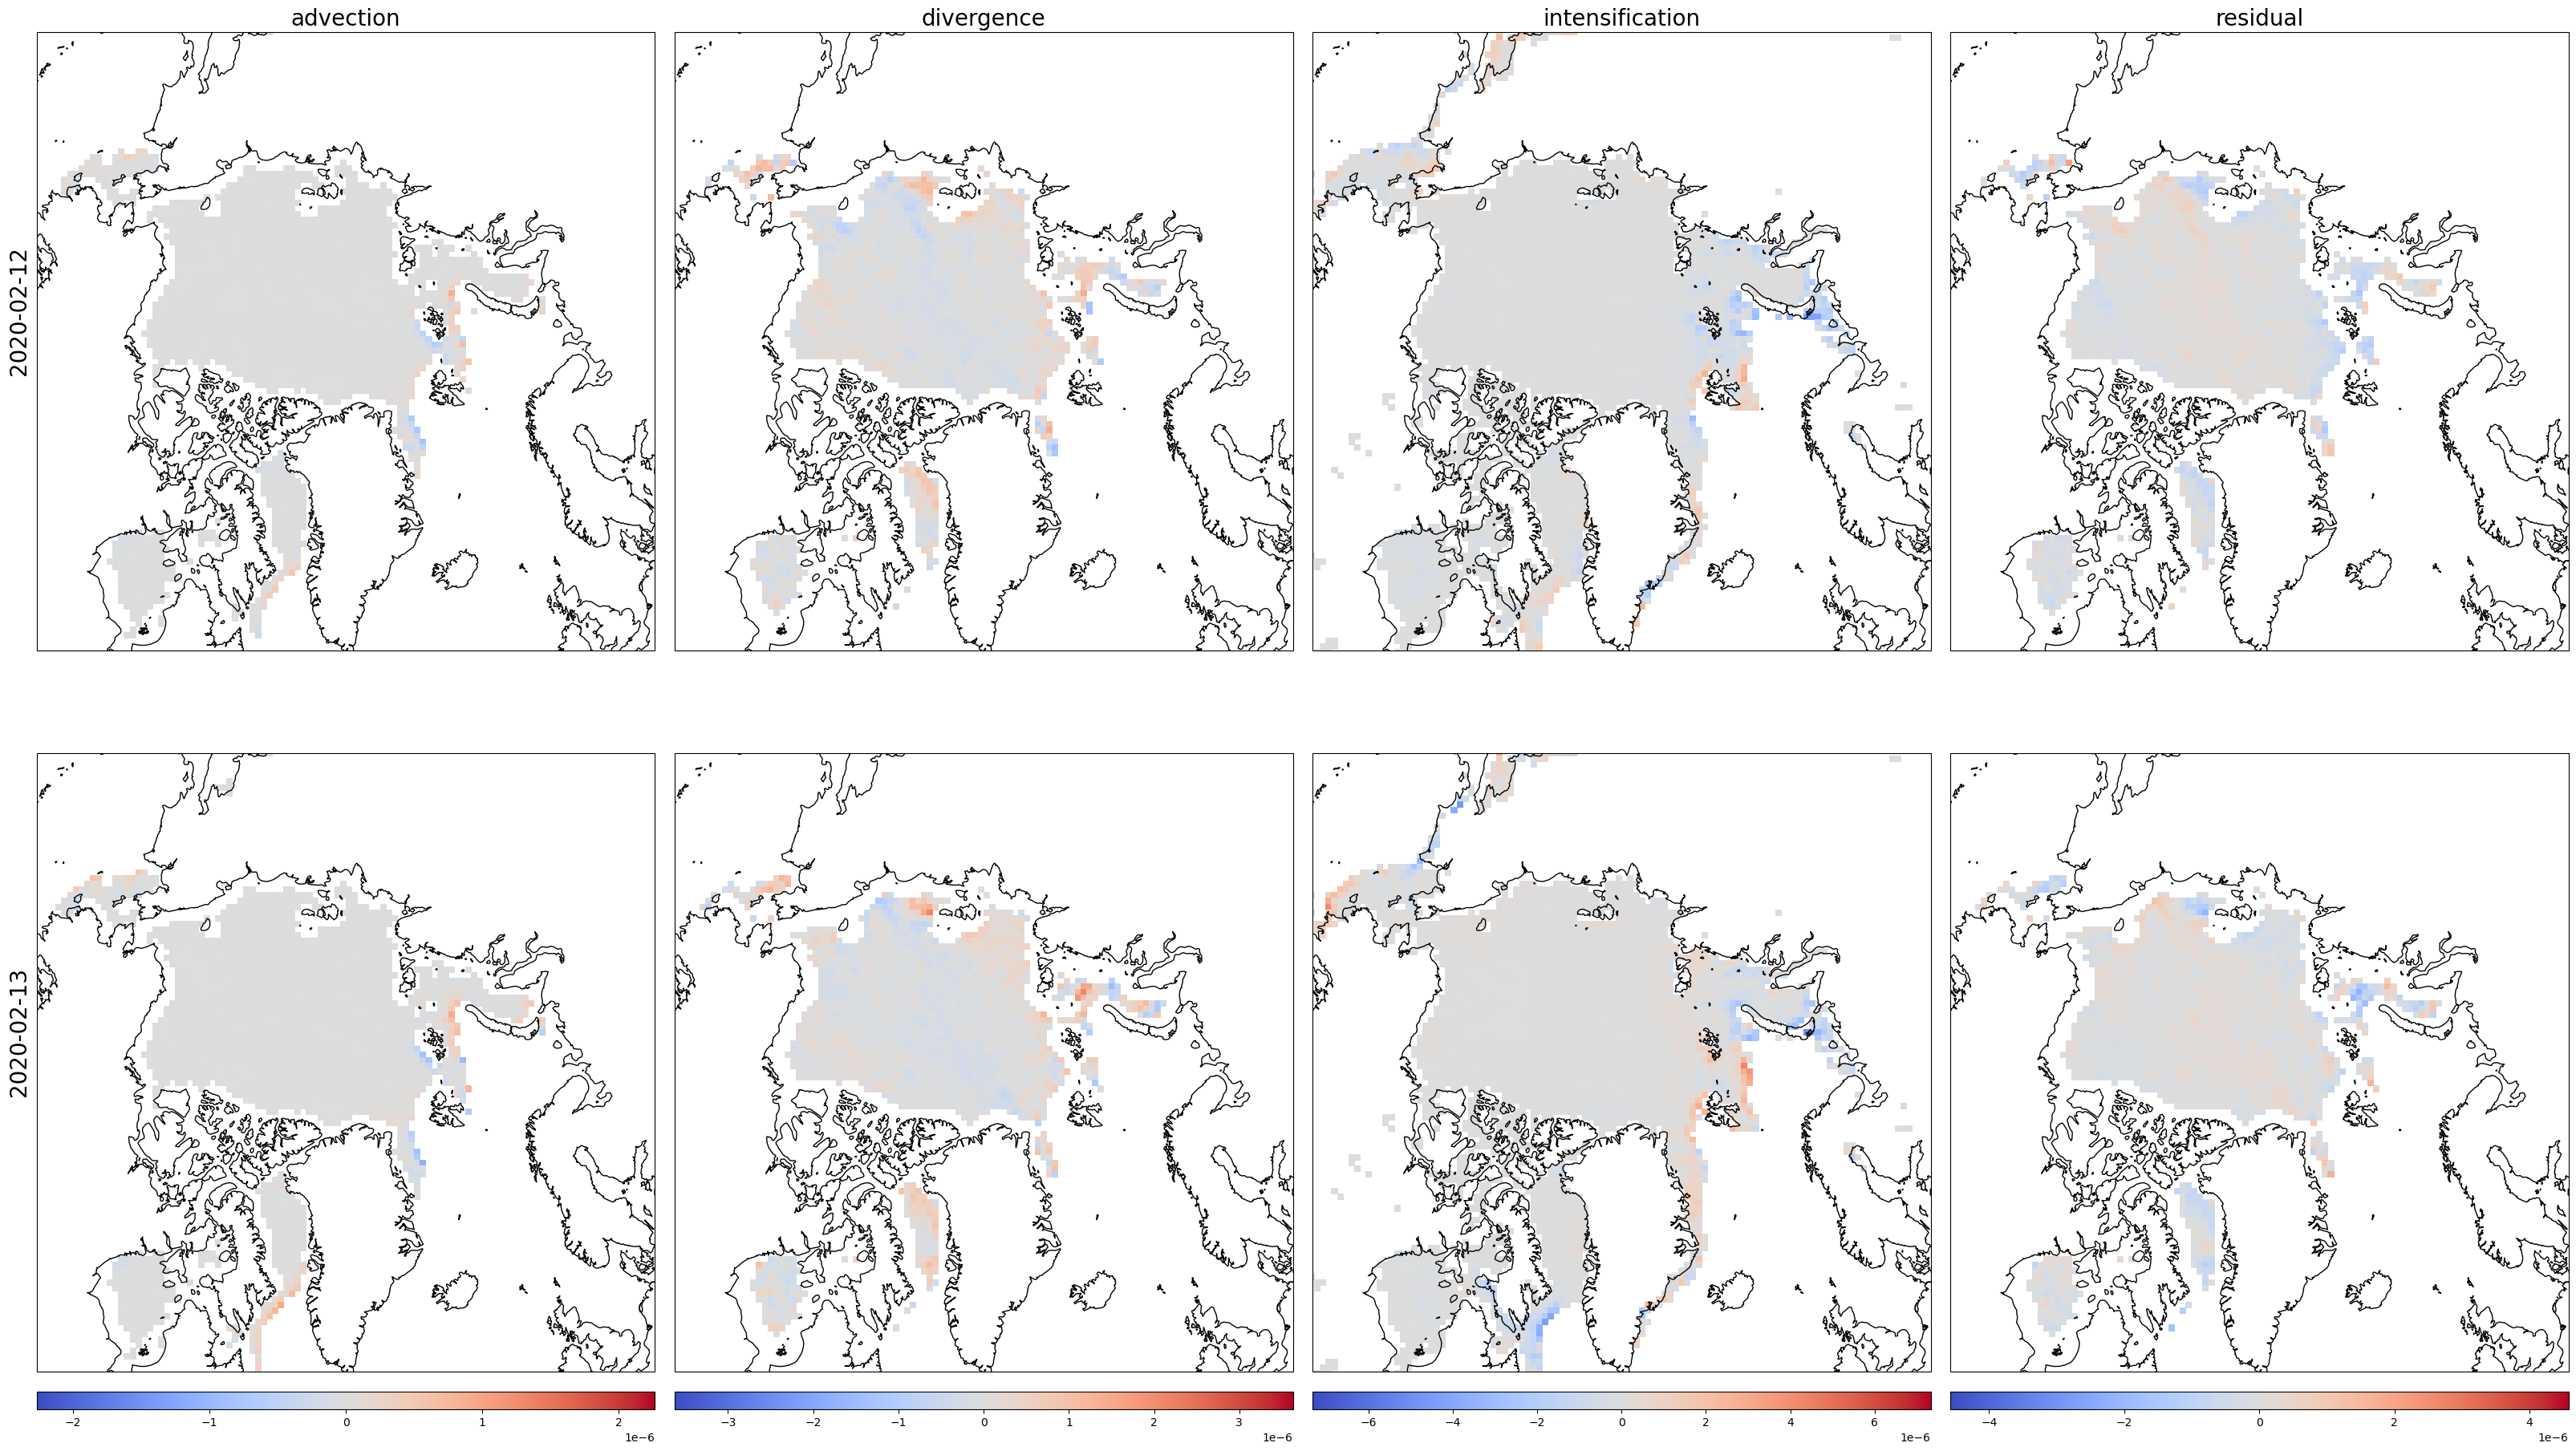 advection divergence intensification residual
2020-02-12
2020-02-13
−2 −1 0 1 2 −3 −2 −1 0 1 2 3 −6 −4 −2 0 2 4 6 −4 −2 0 2 4
1e−6 1e−6 1e−6 1e−6